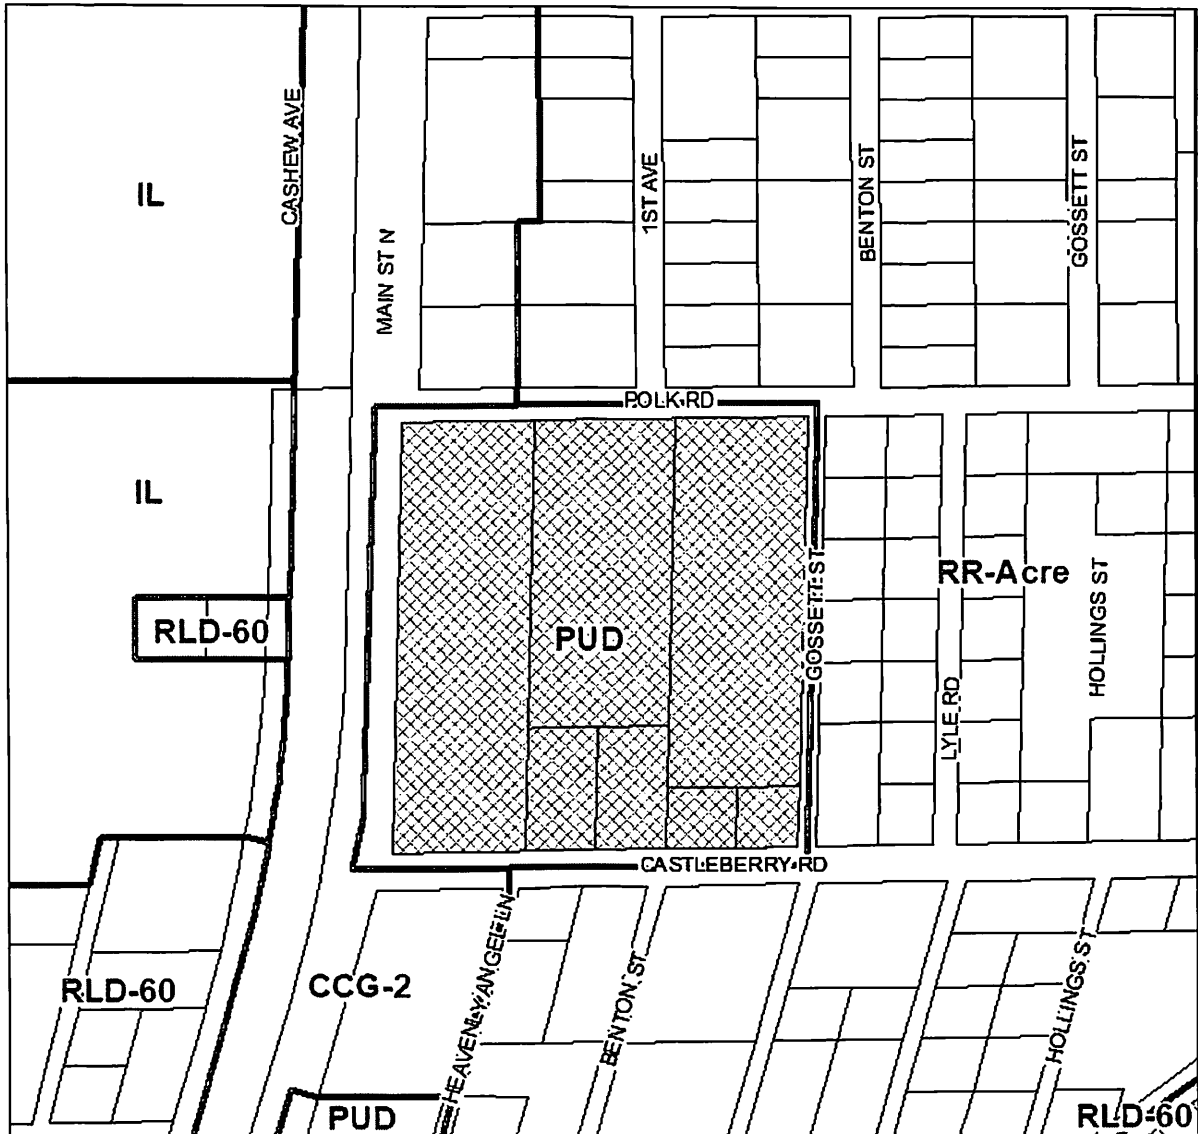 IL
CASHEW AVE
MAIN ST N
1ST AVE
BENTON ST
GOSSETT ST
POLK RD
IL
RLD-60
PUD
GOSSETT ST
RR-Acre
HOLLINGS ST
LYLE RD
CASTLEBERRY RD
RLD-60
CCG-2
HEAVENLY ANGEL LN
BENTON ST
HOLLINGS ST
PUD
RLD-60